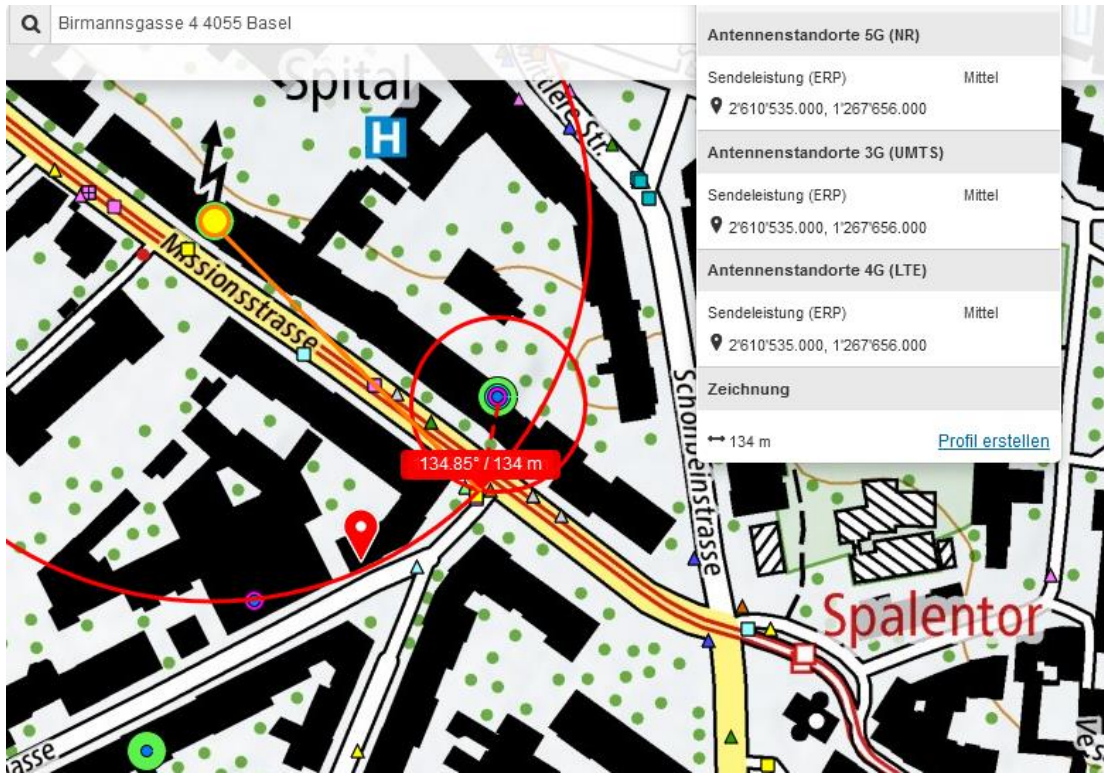 Birmannsgasse 4 4055 Basel
Antennenstandorte 5G (NR)
Sendeleistung (ERP) Mittel
2'610'535.000, 1'267'656.000
Antennenstandorte 3G (UMTS)
Sendeleistung (ERP) Mittel
2'610'535.000, 1'267'656.000
Antennenstandorte 4G (LTE)
Sendeleistung (ERP) Mittel
2'610'535.000, 1'267'656.000
Zeichnung
134 m Profil erstellen
Spital
H
ttlere Str.
Missionsstrasse
134.85° / 134 m
Schönbeinstrasse
Spalentor
asse